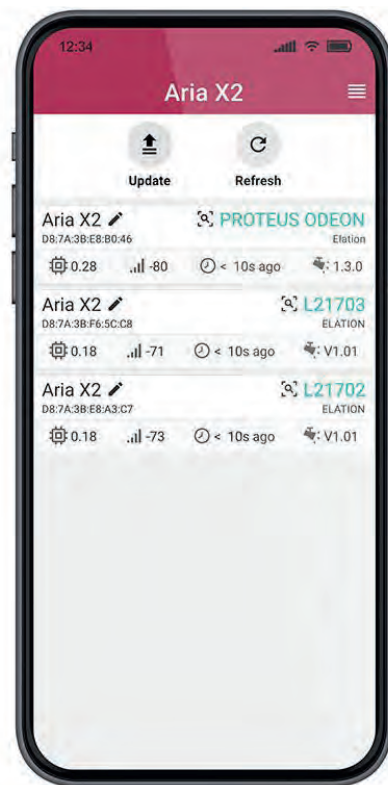 12:34
Aria X2
Update Refresh
Aria X2 PROTEUS ODEON
D8:7A:3B:E8:B0:46 Elation
0.28 -80 < 10s ago : 1.3.0
Aria X2 L21703
D8:7A:3B:F6:5C:C8 ELATION
0.18 -71 < 10s ago : V1.01
Aria X2 L21702
D8:7A:3B:E8:A3:C7 ELATION
0.18 -73 < 10s ago : V1.01